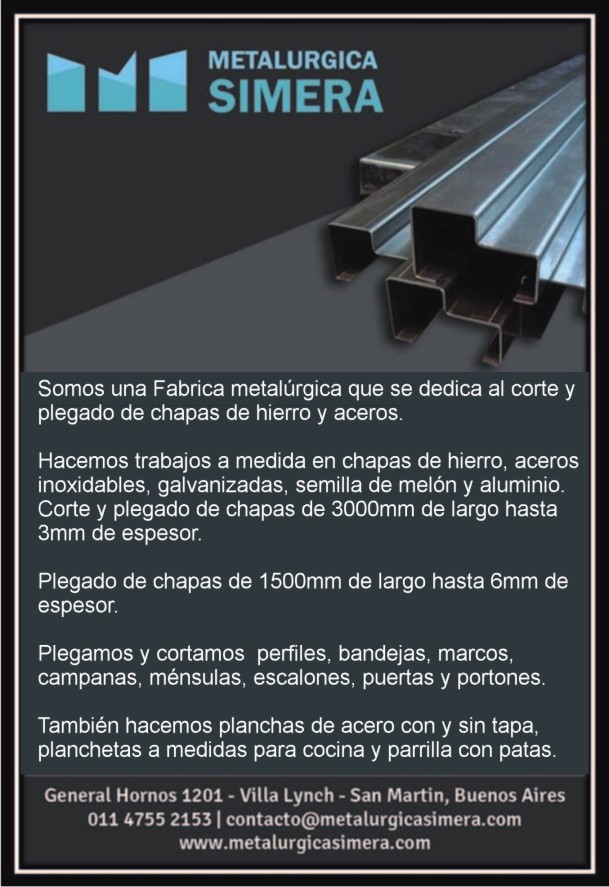 METALURGICA
SIMERA
Somos una Fabrica metalúrgica que se dedica al corte y
plegado de chapas de hierro y aceros.
Hacemos trabajos a medida en chapas de hierro, aceros
inoxidables, galvanizadas, semilla de melón y aluminio.
Corte y plegado de chapas de 3000mm de largo hasta
3mm de espesor.
Plegado de chapas de 1500mm de largo hasta 6mm de
espesor.
Plegamos y cortamos perfiles, bandejas, marcos,
campanas, ménsulas, escalones, puertas y portones.
También hacemos planchas de acero con y sin tapa,
planchetas a medidas para cocina y parrilla con patas.
General Hornos 1201 - Villa Lynch - San Martin, Buenos Aires
011 4755 2153 | contacto@metalurgicasimera.com
www.metalurgicasimera.com